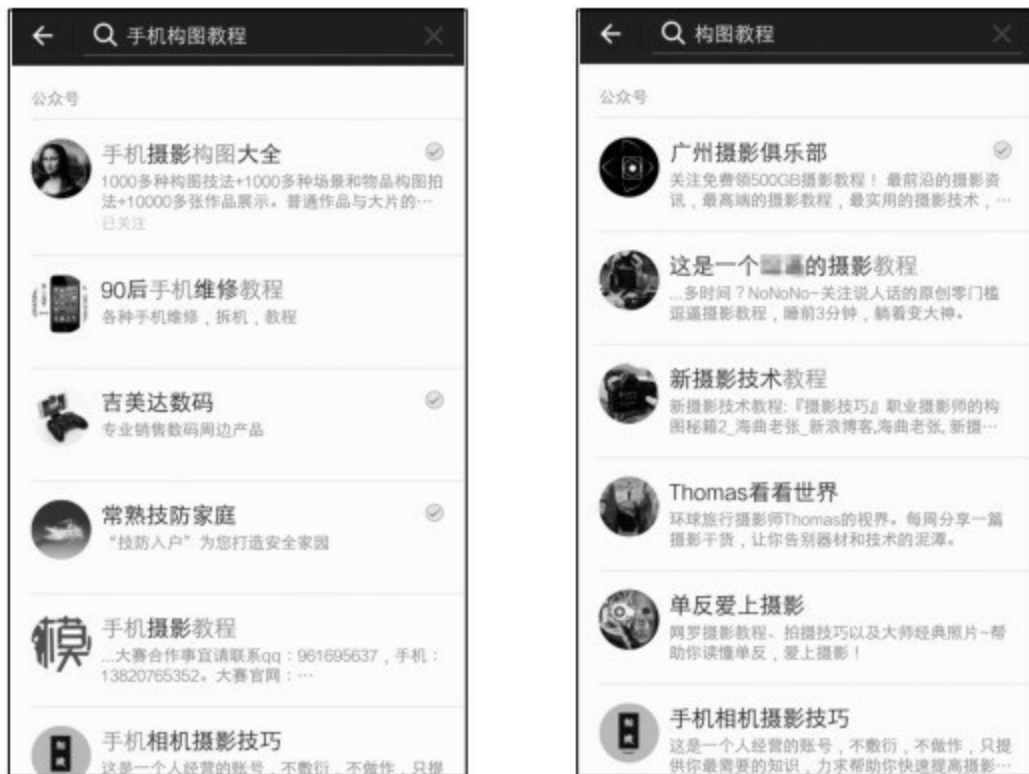 手机构图教程
公众号
手机摄影构图大全
1000多种构图技法+1000多种场景和物品构图拍
法+10000多张作品展示。普通作品与大片的…
已关注
90后手机维修教程
各种手机维修，拆机，教程
吉美达数码
专业销售数码周边产品
常熟技防家庭
“技防入户”为您打造安全家园
手机摄影教程
...大赛合作事宜请联系qq：961695637，手机：
13820765352。大赛官网：…
手机相机摄影技巧
这是一个人经营的账号，不敷衍，不做作，只提
构图教程
公众号
广州摄影俱乐部
关注免费领500GB摄影教程！ 最前沿的摄影资
讯，最高端的摄影教程，最实用的摄影技术，…
这是一个的摄影教程
...多时间？NoNoNo~关注说人话的原创零门槛
逗逼摄影教程，睡前3分钟，躺着变大神。
新摄影技术教程
新摄影技术教程:『摄影技巧』职业摄影师的构
图秘籍2_海曲老张_新浪博客,海曲老张, 新摄…
Thomas看看世界
环球旅行摄影师Thomas的视界。每周分享一篇
摄影干货，让你告别器材和技术的泥潭。
单反爱上摄影
网罗摄影教程、拍摄技巧以及大师经典照片~帮
助你读懂单反，爱上摄影！
手机相机摄影技巧
这是一个人经营的账号，不敷衍，不做作，只提
供你最需要的知识，力求帮助你快速提高摄影…